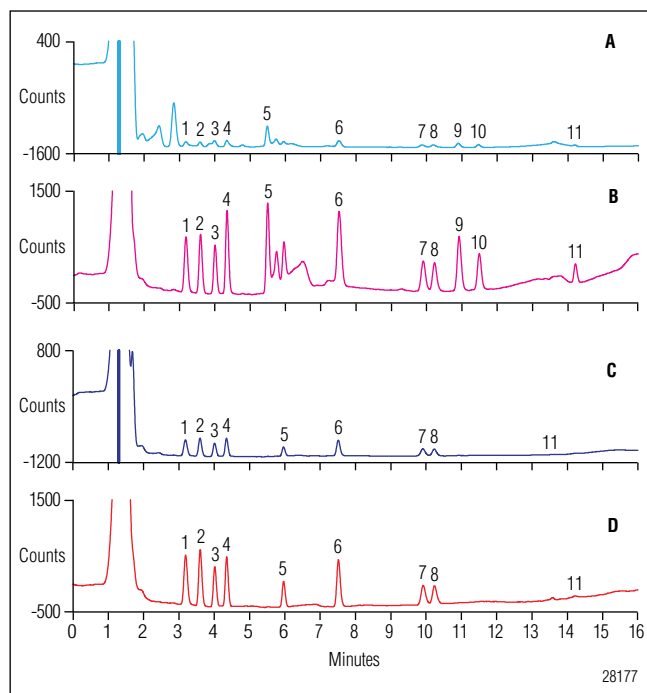 400
A
Counts
1 2 3 4 5 6 7 8 9 10 11
-1600
1500
B
Counts
1 2 3 4 5 6 7 8 9 10 11
-500
800
C
Counts
1 2 3 4 5 6 7 8 11
-1200
1500
D
Counts
1 2 3 4 5 6 7 8 11
-500
0 1 2 3 4 5 6 7 8 9 10 11 12 13 14 15 16
Minutes
28177